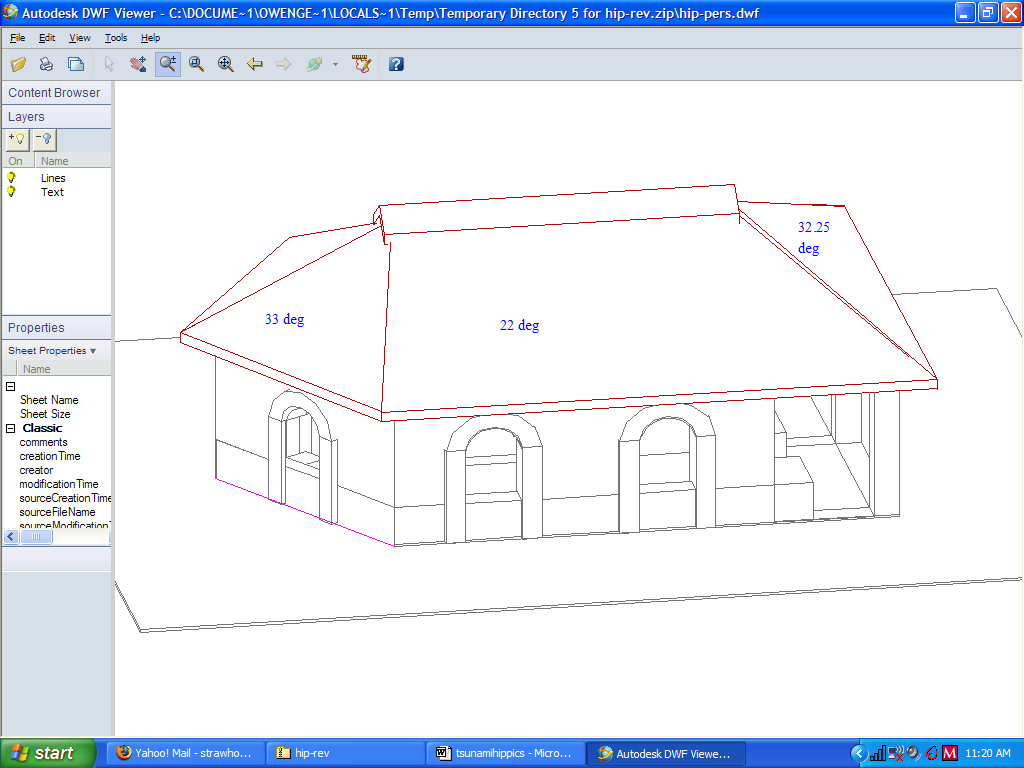 Autodesk DWF Viewer - C:\DOCUME~1\OWENGE~1\LOCALS~1\Temp\Temporary Directory 5 for hip-rev.zip\hip-pers.dwf
File Edit View Tools Help
Content Browser
Layers
On Name
Lines
Text
Properties
Sheet Properties
Name
Sheet Name
Sheet Size
Classic
comments
creationTime
creator
modificationTime
sourceCreationTime
sourceFileName
sourceModification
32.25
deg
33 deg
22 deg
start
Yahoo! Mail - strawho...
hip-rev
tsunamihippics - Micro...
Autodesk DWF Viewe...
11:20 AM